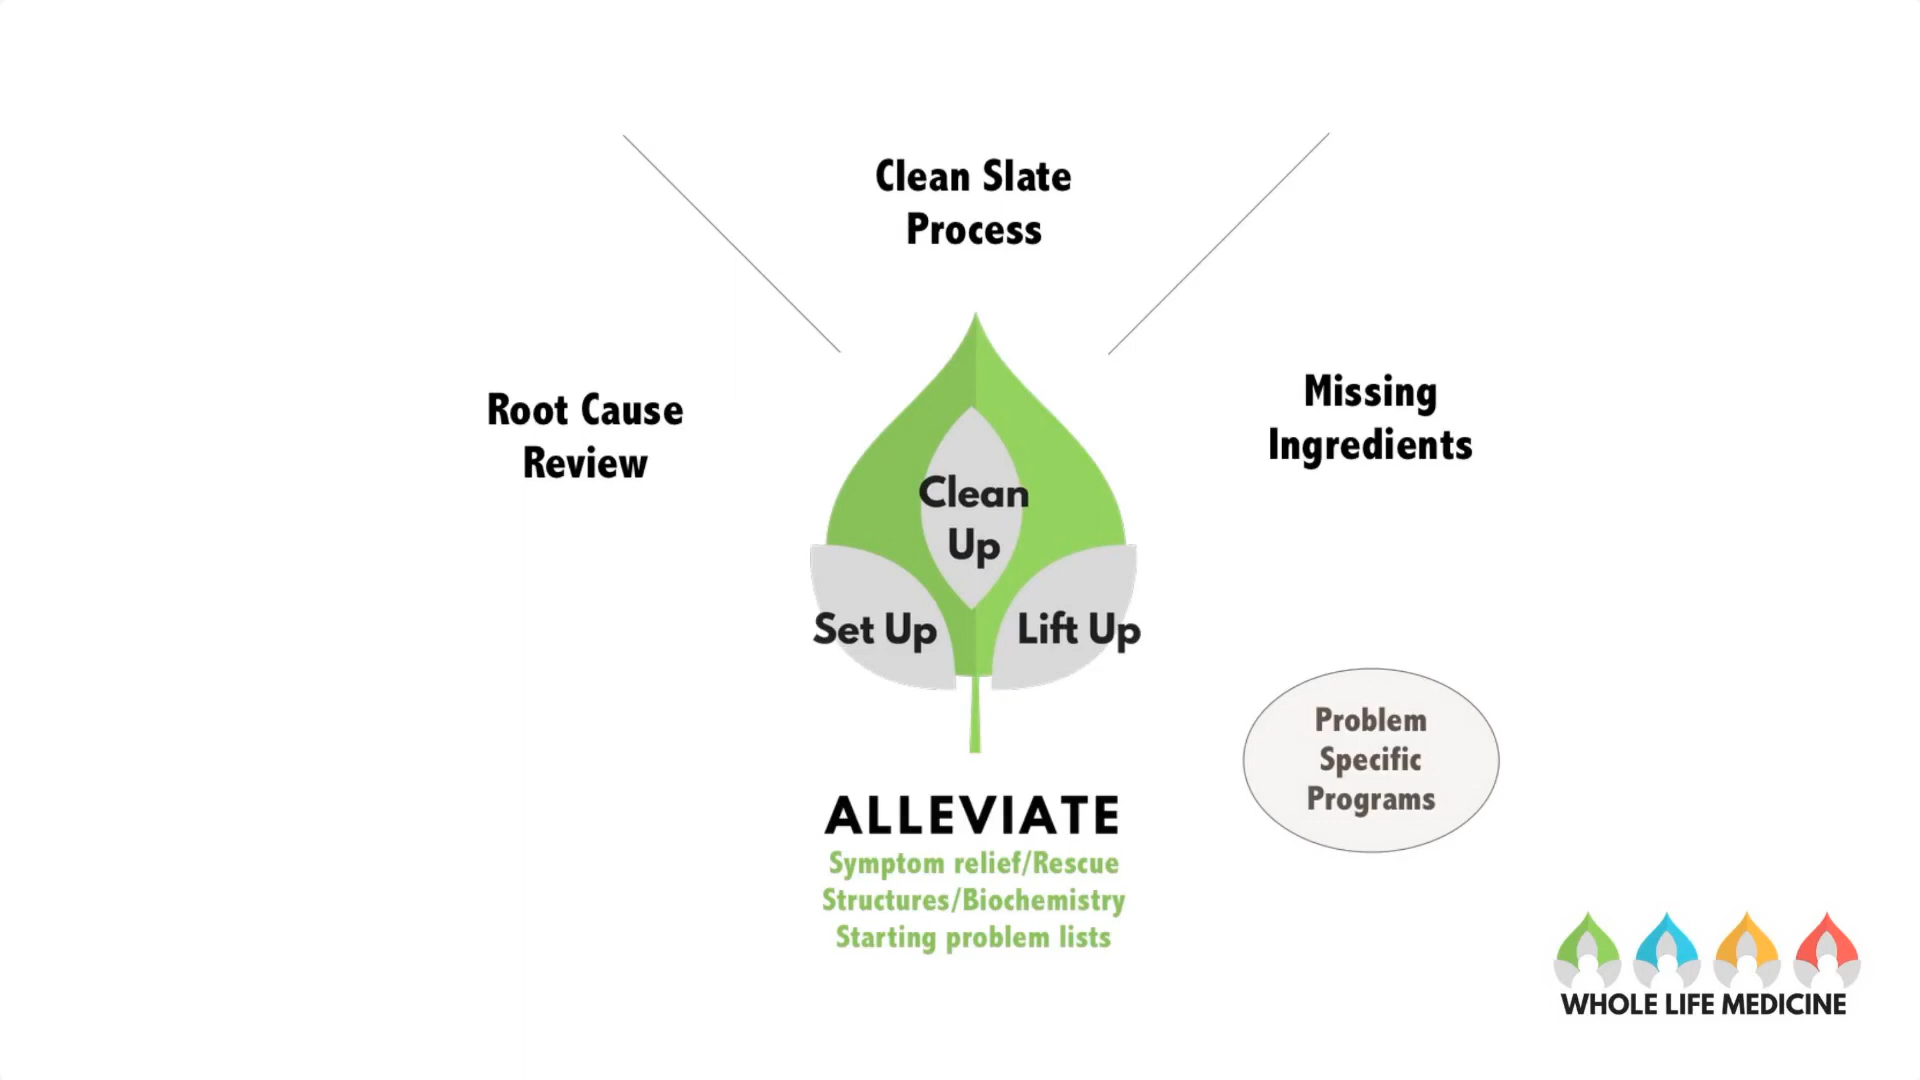 Clean Slate
Process
Root Cause
Review
Missing
Ingredients
Clean
Up
Set Up
Lift Up
Problem
Specific
Programs
ALLEVIATE
Symptom relief/Rescue
Structures/Biochemistry
Starting problem lists
WHOLE LIFE MEDICINE